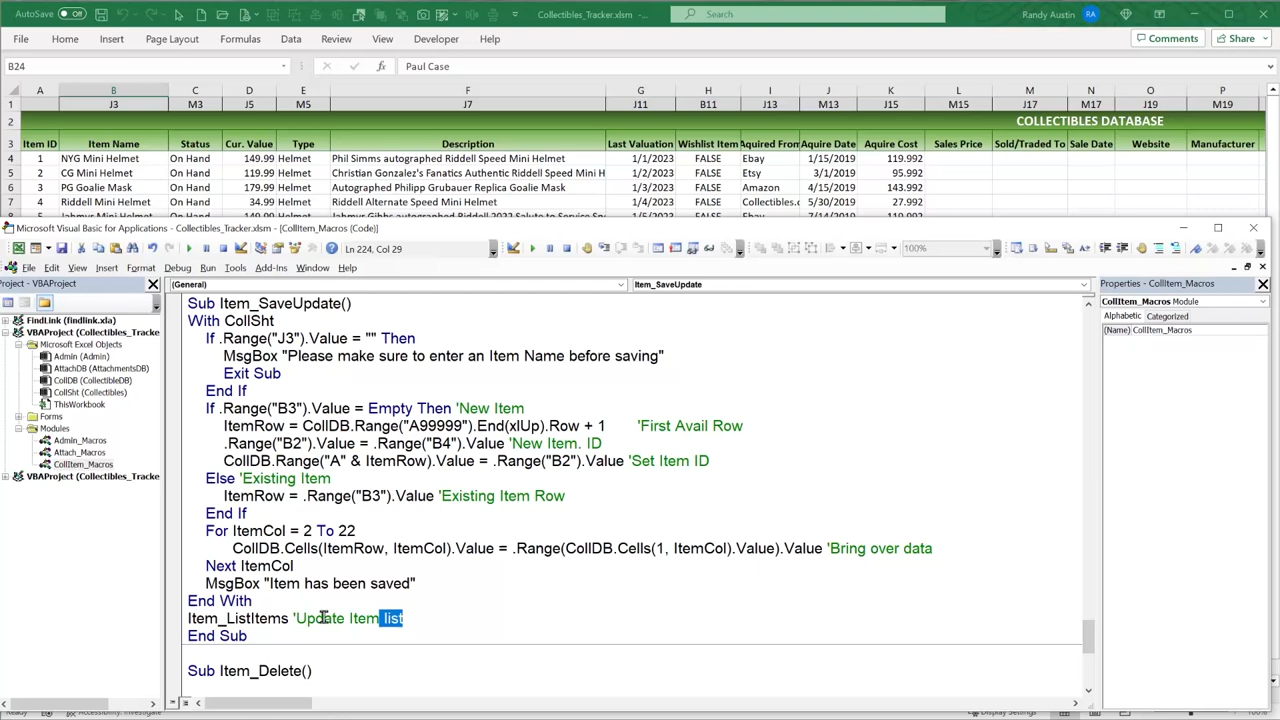 AutoSave Off Collectibles_Tracker.xlsm - Search Randy Austin RA
File Home Insert Page Layout Formulas Data Review View Developer Help Comments Share
B24 fx Paul Case
A B C D E F G H I J K L M N O P
1 J3 M3 J5 M5 J7 J11 B11 J13 M13 J15 M15 J17 M17 J19 M19
2 COLLECTIBLES DATABASE
3 Item ID Item Name Status Cur. Value Type Description Last Valuation Wishlist Item Aquired From Aquire Date Aquire Cost Sales Price Sold/Traded To Sale Date Website Manufacturer
4 1 NYG Mini Helmet On Hand 149.99 Helmet Phil Simms autographed Riddell Speed Mini Helmet 1/1/2023 FALSE Ebay 1/15/2019 119.992
5 2 CG Mini Helmet On Hand 119.99 Helmet Christian Gonzalez's Fanatics Authentic Riddell Speed Mini H 1/2/2023 FALSE Etsy 3/1/2019 95.992
6 3 PG Goalie Mask On Hand 179.99 Helmet Autographed Philipp Grubauer Replica Goalie Mask 1/3/2023 FALSE Amazon 4/15/2019 143.992
7 4 Riddell Mini Helmet On Hand 34.99 Helmet Riddell Alternate Speed Mini Helmet 1/4/2023 FALSE Collectibles.c 5/30/2019 27.992
Microsoft Visual Basic for Applications - Collectibles_Tracker.xlsm - [CollItem_Macros (Code)]
Ln 224, Col 29 100%
File Edit View Insert Format Debug Run Tools Add-Ins Window Help
Project - VBAProject
FindLink (findlink.xla)
VBAProject (Collectibles_Tracke
Microsoft Excel Objects
Admin (Admin)
AttachDB (AttachmentsDB)
CollDB (CollectibleDB)
CollSht (Collectibles)
ThisWorkbook
Forms
Modules
Admin_Macros
Attach_Macros
CollItem_Macros
VBAProject (Collectibles_Tracke
(General) Item_SaveUpdate
Sub Item_SaveUpdate()
With CollSht
If .Range("J3").Value = "" Then
MsgBox "Please make sure to enter an Item Name before saving"
Exit Sub
End If
If .Range("B3").Value = Empty Then 'New Item
ItemRow = CollDB.Range("A99999").End(xlUp).Row + 1 'First Avail Row
.Range("B2").Value = .Range("B4").Value 'New Item. ID
CollDB.Range("A" & ItemRow).Value = .Range("B2").Value 'Set Item ID
Else 'Existing Item
ItemRow = .Range("B3").Value 'Existing Item Row
End If
For ItemCol = 2 To 22
CollDB.Cells(ItemRow, ItemCol).Value = .Range(CollDB.Cells(1, ItemCol).Value).Value 'Bring over data
Next ItemCol
MsgBox "Item has been saved"
End With
Item_ListItems 'Update Item list
End Sub
Sub Item_Delete()
Properties - CollItem_Macros
CollItem_Macros Module
Alphabetic Categorized
(Name) CollItem_Macros